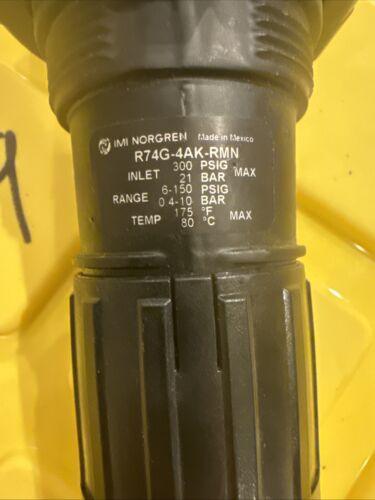 IMI NORGREN Made in Mexico
R74G-4AK-RMN
INLET 300 PSIG MAX
21 BAR
RANGE 6-150 PSIG
0 4-10 BAR
TEMP 175 °F MAX
80 °C
9